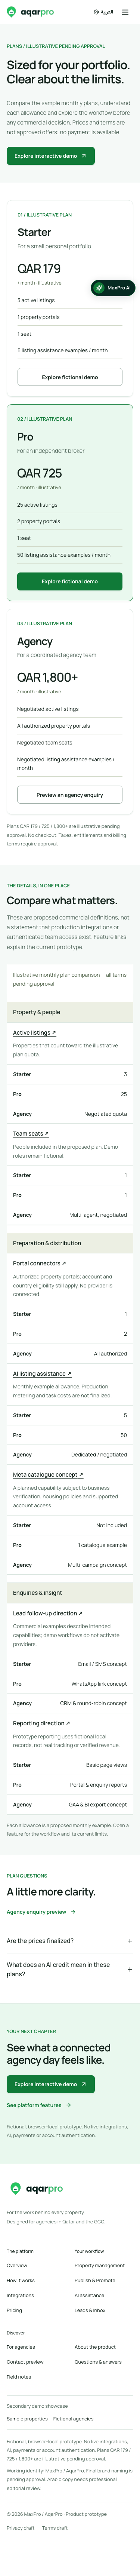 aqarpro
العربية
PLANS / ILLUSTRATIVE PENDING APPROVAL
Sized for your portfolio.
Clear about the limits.
Compare the sample monthly plans, understand
each allowance and explore the workflow before
any commercial decision. Prices and terms are
not approved offers; no payment is available.
Explore interactive demo ↗
01 / ILLUSTRATIVE PLAN
Starter
For a small personal portfolio
QAR 179
/ month · illustrative
MaxPro AI
3 active listings
1 property portals
1 seat
5 listing assistance examples / month
Explore fictional demo
02 / ILLUSTRATIVE PLAN
Pro
For an independent broker
QAR 725
/ month · illustrative
25 active listings
2 property portals
1 seat
50 listing assistance examples / month
Explore fictional demo
03 / ILLUSTRATIVE PLAN
Agency
For a coordinated agency team
QAR 1,800+
/ month · illustrative
Negotiated active listings
All authorized property portals
Negotiated team seats
Negotiated listing assistance examples /
month
Preview an agency enquiry
Plans QAR 179 / 725 / 1,800+ are illustrative pending
approval. No checkout. Taxes, entitlements and billing
terms require approval.
THE DETAILS, IN ONE PLACE
Compare what matters.
These are proposed commercial definitions, not
a statement that production integrations or
authenticated team access exist. Feature links
explain the current prototype.
Illustrative monthly plan comparison — all terms
pending approval
Property & people
Active listings ↗
Properties that count toward the illustrative
plan quota.
Starter 3
Pro 25
Agency Negotiated quota
Team seats ↗
People included in the proposed plan. Demo
roles remain fictional.
Starter 1
Pro 1
Agency Multi-agent, negotiated
Preparation & distribution
Portal connectors ↗
Authorized property portals; account and
country eligibility still apply. No provider is
connected.
Starter 1
Pro 2
Agency All authorized
AI listing assistance ↗
Monthly example allowance. Production
metering and task costs are not finalized.
Starter 5
Pro 50
Agency Dedicated / negotiated
Meta catalogue concept ↗
A planned capability subject to business
verification, housing policies and supported
account access.
Starter Not included
Pro 1 catalogue example
Agency Multi-campaign concept
Enquiries & insight
Lead follow-up direction ↗
Commercial examples describe intended
capabilities; demo workflows do not activate
providers.
Starter Email / SMS concept
Pro WhatsApp link concept
Agency CRM & round-robin concept
Reporting direction ↗
Prototype reporting uses fictional local
records, not real tracking or verified revenue.
Starter Basic page views
Pro Portal & enquiry reports
Agency GA4 & BI export concept
Each allowance is a proposed monthly example. Open a
feature for the workflow and its current limits.
PLAN QUESTIONS
A little more clarity.
Agency enquiry preview →
Are the prices finalized? +
What does an AI credit mean in these
plans? +
YOUR NEXT CHAPTER
See what a connected
agency day feels like.
Explore interactive demo ↗
See platform features →
Fictional, browser-local prototype. No live integrations,
AI, payments or account authentication.
aqarpro
For the work behind every property.
Designed for agencies in Qatar and the GCC.
The platform
Your workflow
Overview
Property management
How it works
Publish & Promote
Integrations
AI assistance
Pricing
Leads & inbox
Discover
For agencies
About the product
Contact preview
Questions & answers
Field notes
Secondary demo showcase
Sample properties Fictional agencies
Fictional, browser-local prototype. No live integrations,
AI, payments or account authentication. Plans QAR 179 /
725 / 1,800+ are illustrative pending approval.
Working identity: MaxPro / AqarPro. Final brand naming is
pending approval. Arabic copy needs professional
editorial review.
© 2026 MaxPro / AqarPro · Product prototype
Privacy draft Terms draft